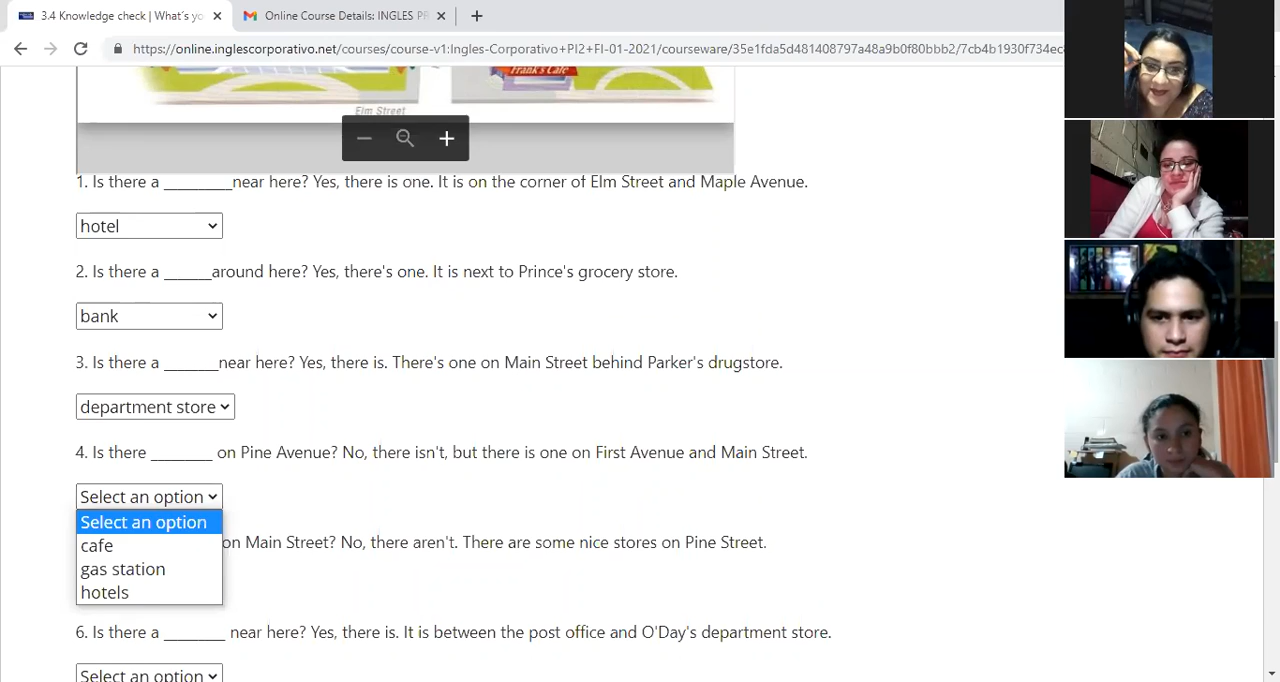 3.4 Knowledge check | What´s yo
Online Course Details: INGLES PR
https://online.inglescorporativo.net/courses/course-v1:Ingles-Corporativo+PI2+FI-01-2021/courseware/35e1fda5d481408797a48a9b0f80bbb2/7cb4b1930f734ec
Frank's Cafe
Elm Street
1. Is there a _________near here? Yes, there is one. It is on the corner of Elm Street and Maple Avenue.
hotel
2. Is there a ______around here? Yes, there's one. It is next to Prince's grocery store.
bank
3. Is there a _______near here? Yes, there is. There's one on Main Street behind Parker's drugstore.
department store
4. Is there ________ on Pine Avenue? No, there isn't, but there is one on First Avenue and Main Street.
Select an option
Select an option
cafe
on Main Street? No, there aren't. There are some nice stores on Pine Street.
gas station
hotels
6. Is there a ________ near here? Yes, there is. It is between the post office and O'Day's department store.
Select an option